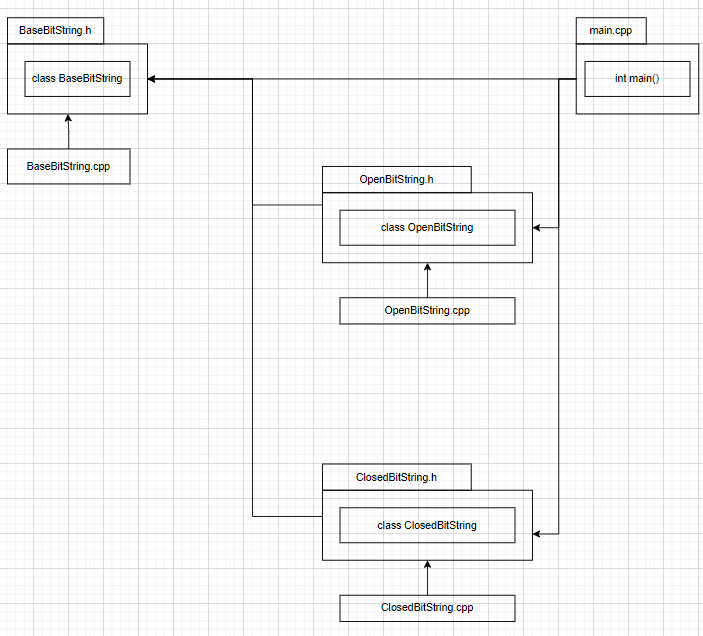 BaseBitString.h
main.cpp
class BaseBitString
int main()
BaseBitString.cpp
OpenBitString.h
class OpenBitString
OpenBitString.cpp
ClosedBitString.h
class ClosedBitString
ClosedBitString.cpp